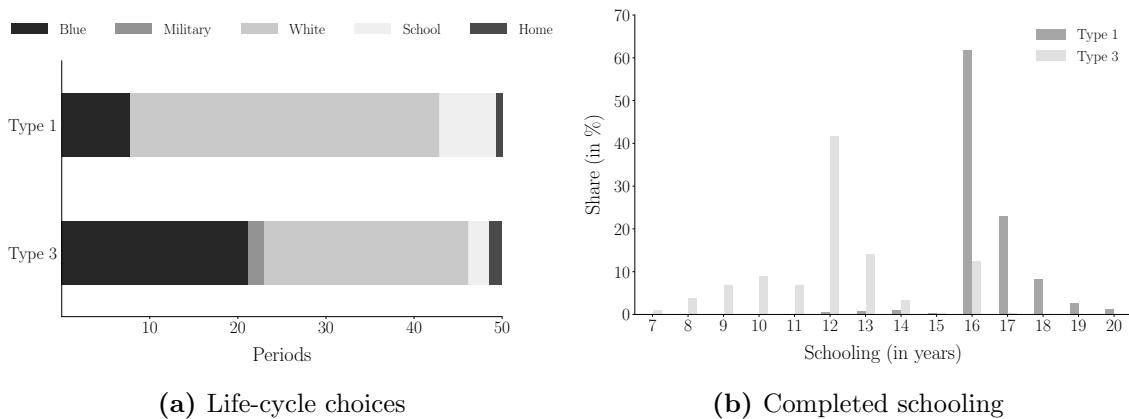 Blue Military White School Home
Type 1
Type 3
10 20 30 40 50
Periods
(a) Life-cycle choices
70
60
50
40
30
20
10
0
Share (in %)
Type 1
Type 3
7 8 9 10 11 12 13 14 15 16 17 18 19 20
Schooling (in years)
(b) Completed schooling